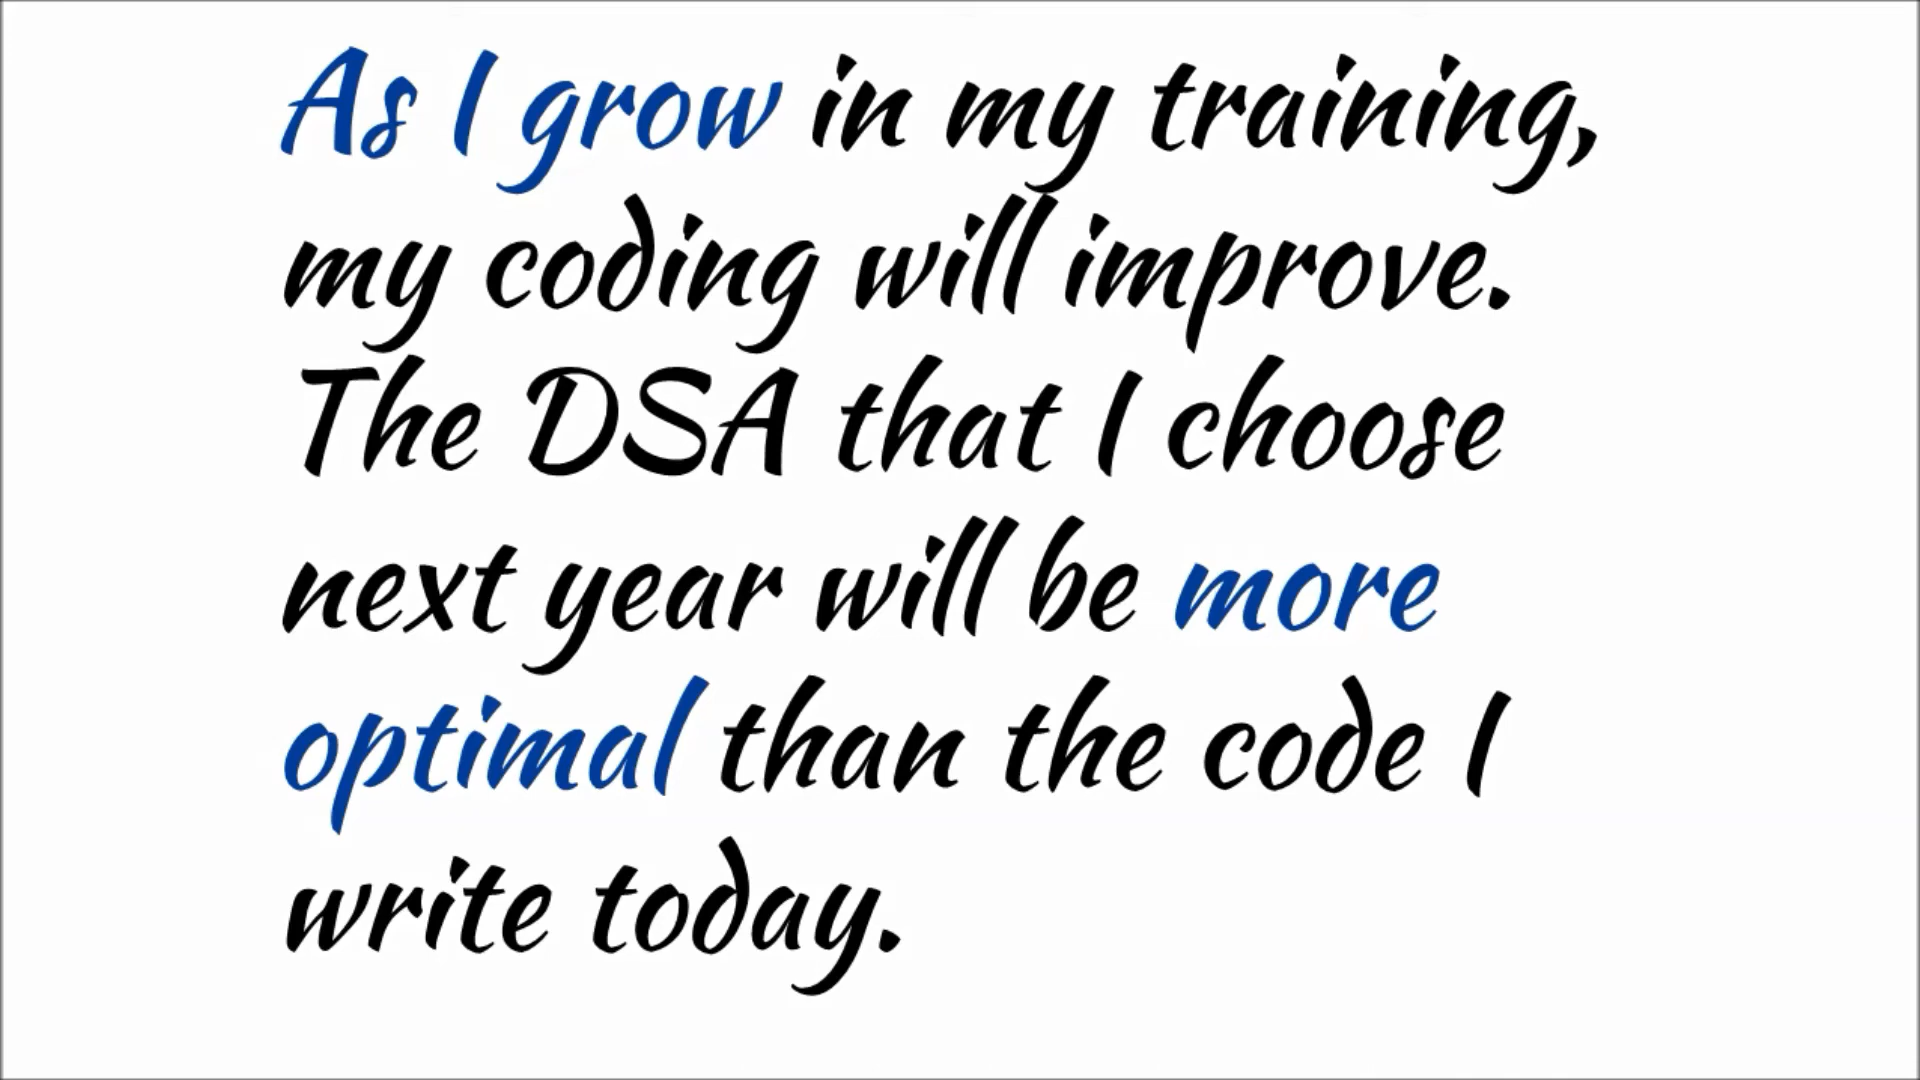 As I grow in my training,
my coding will improve.
The DSA that I choose
next year will be more
optimal than the code I
write today.